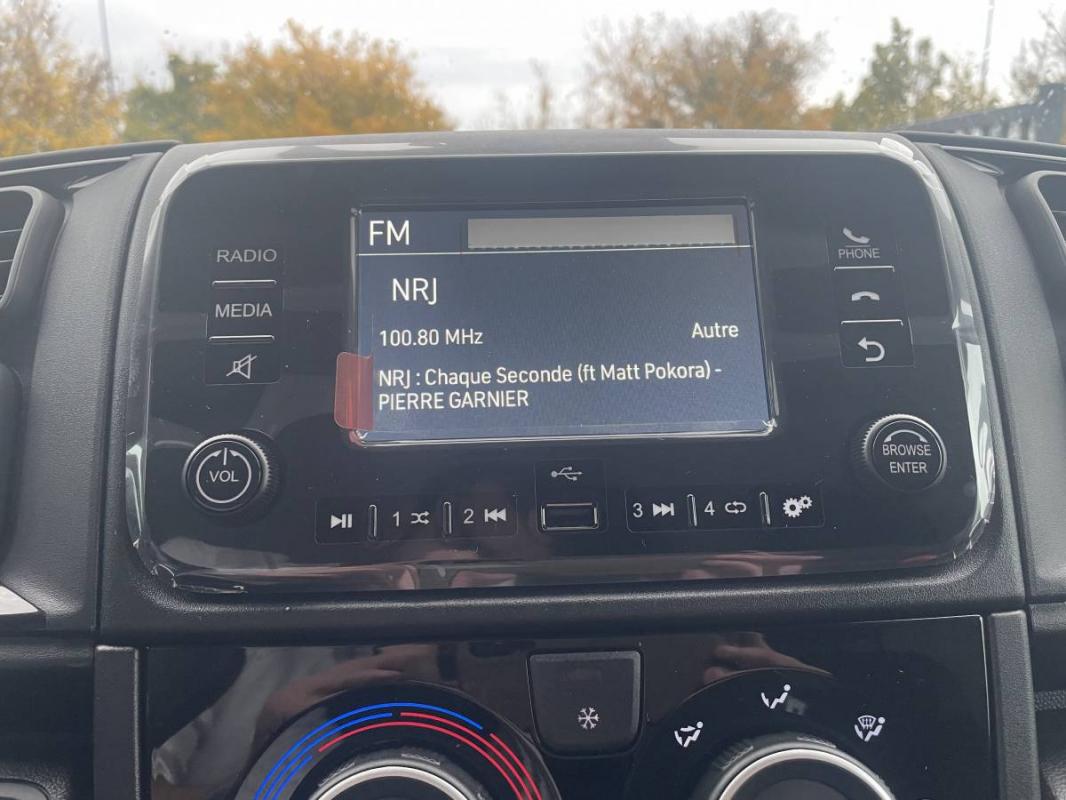 FM
NRJ
100.80 MHz
Autre
NRJ : Chaque Seconde (ft Matt Pokora) -
PIERRE GARNIER
RADIO
MEDIA
VOL
PHONE
BROWSE
ENTER
1
2
3
4